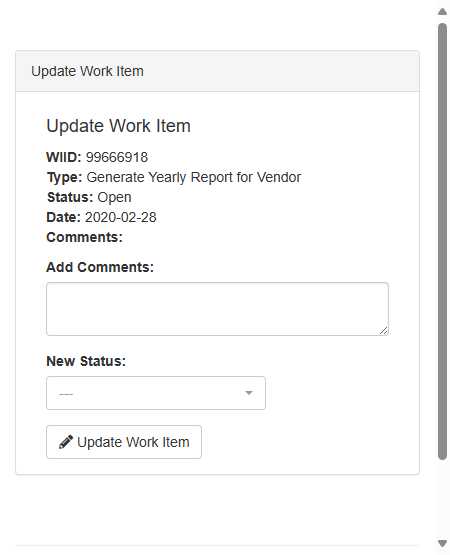 Update Work Item
Update Work Item
WIID: 99666918
Type: Generate Yearly Report for Vendor
Status: Open
Date: 2020-02-28
Comments:
Add Comments:
New Status:
---
Update Work Item